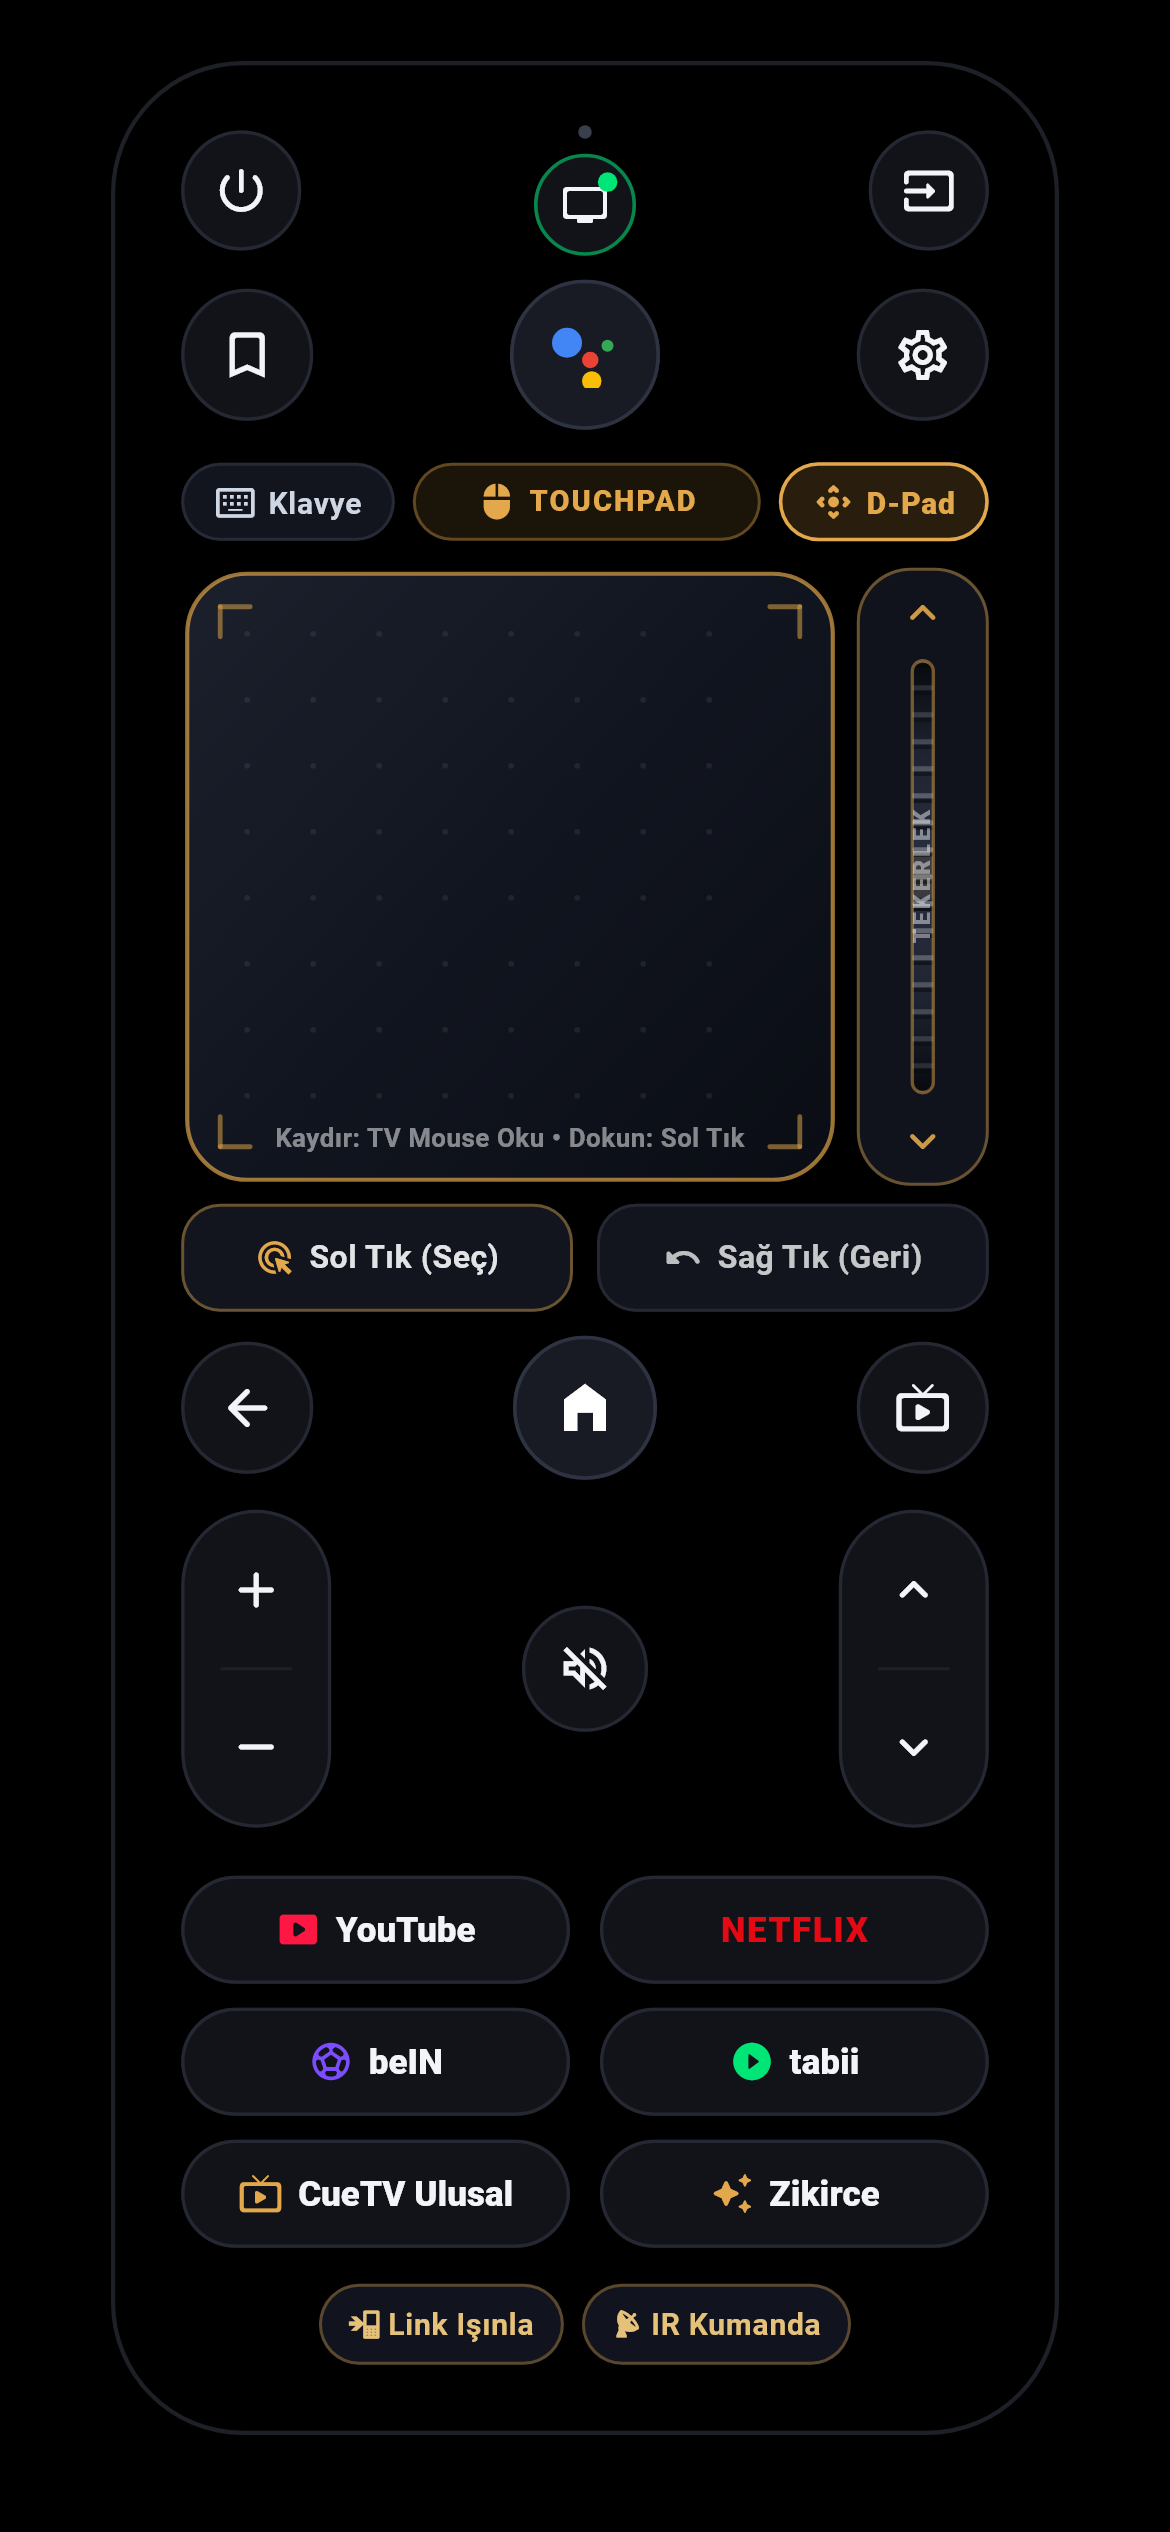 Klavye
TOUCHPAD
D-Pad
TEKERLEK
Kaydır: TV Mouse Oku • Dokun: Sol Tık
Sol Tık (Seç)
Sağ Tık (Geri)
YouTube
NETFLIX
beIN
tabii
CueTV Ulusal
Zikirce
Link Işınla
IR Kumanda